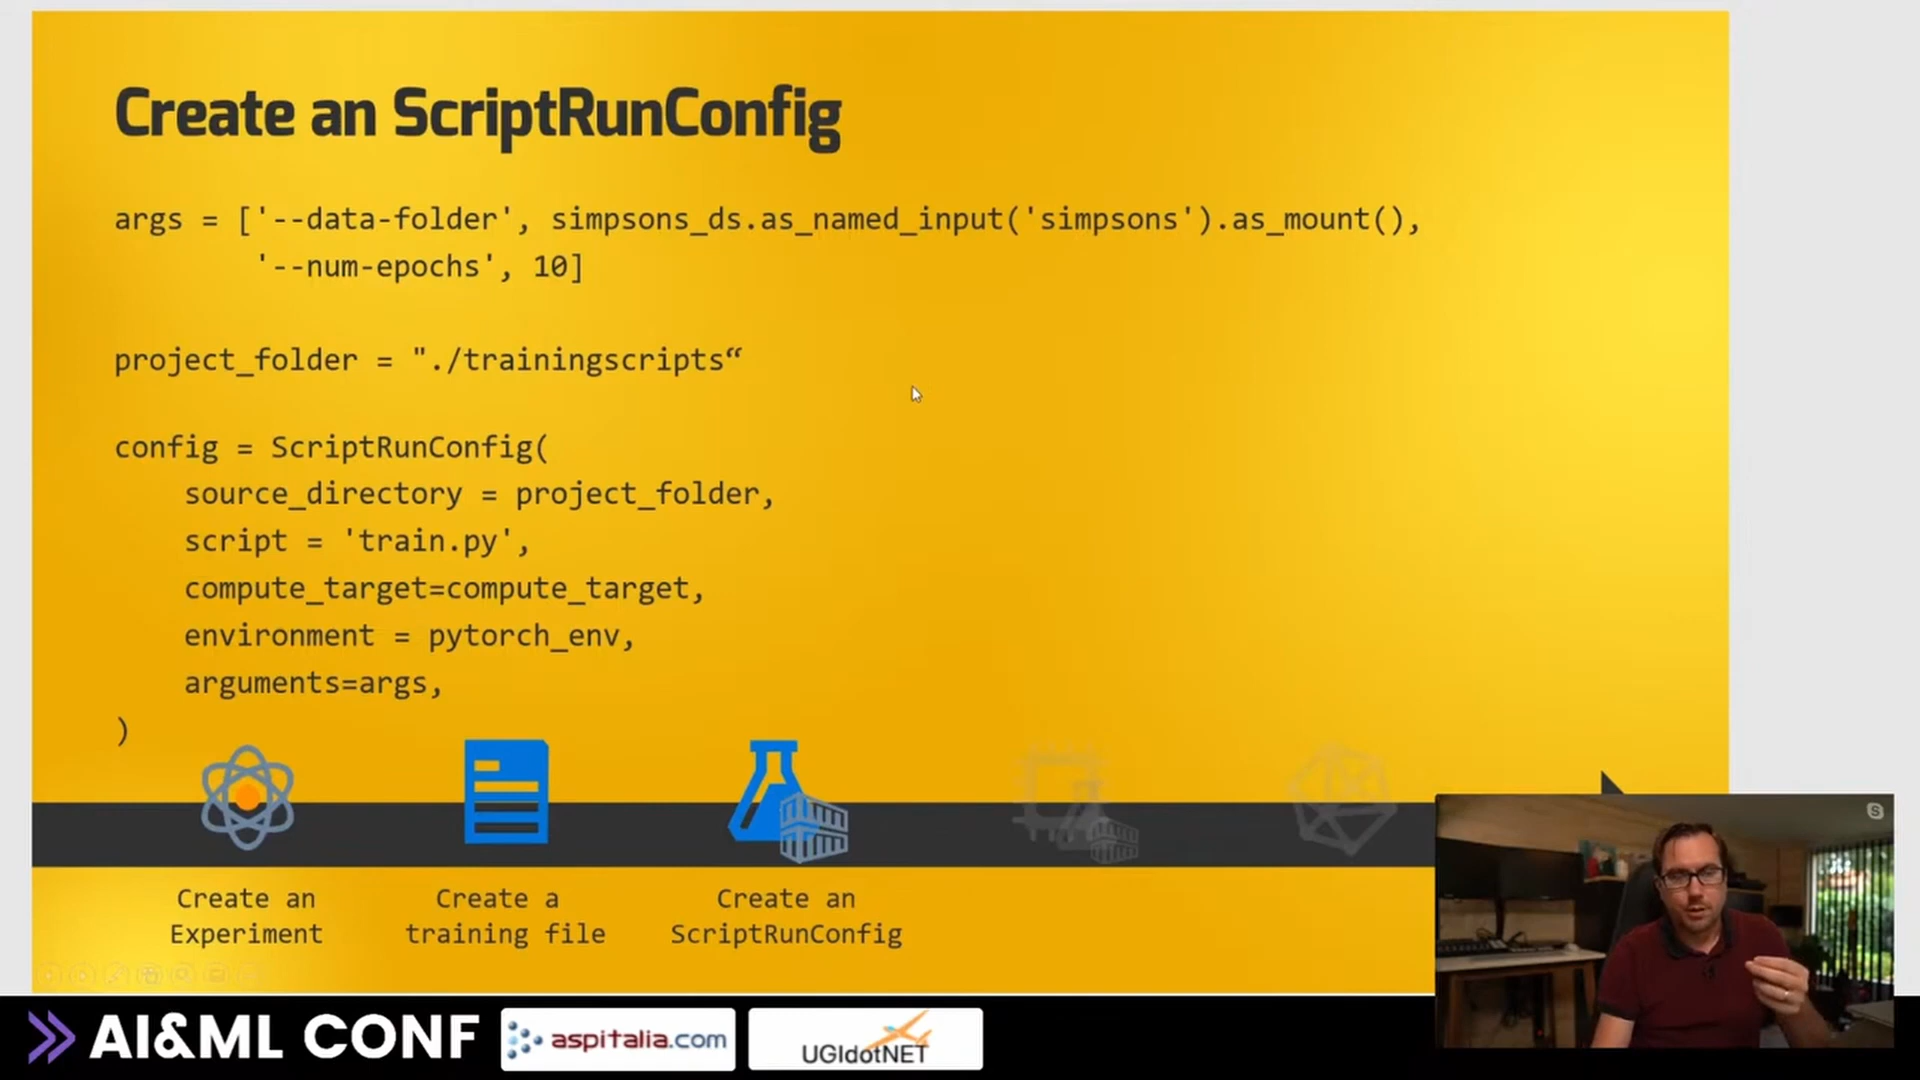 Create an ScriptRunConfig
args = ['--data-folder', simpsons_ds.as_named_input('simpsons').as_mount(),
'--num-epochs', 10]
project_folder = "./trainingscripts“
config = ScriptRunConfig(
source_directory = project_folder,
script = 'train.py',
compute_target=compute_target,
environment = pytorch_env,
arguments=args,
)
Create an
Experiment
Create a
training file
Create an
ScriptRunConfig
AI&ML CONF
aspitalia.com
UGIdotNET